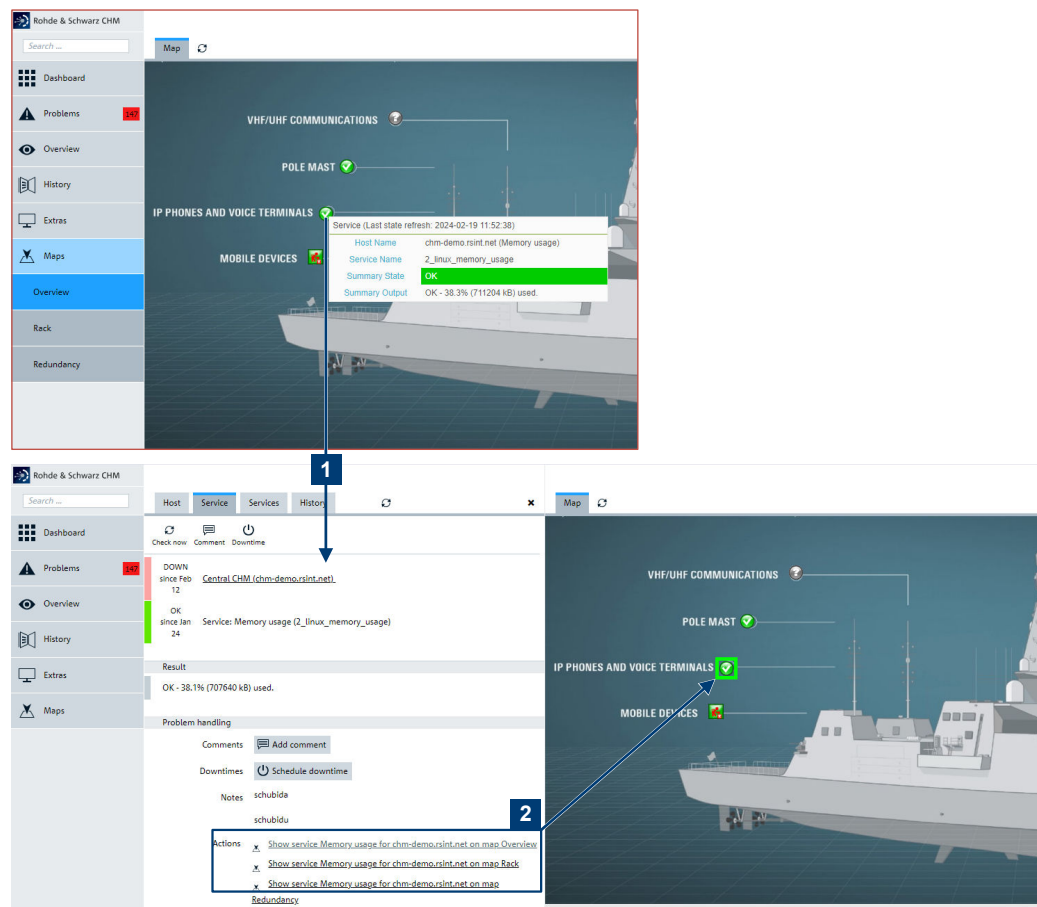 Rohde & Schwarz CHM
Search ...
Map
Dashboard
Problems 147
Overview
History
Extras
Maps
Overview
Rack
Redundancy
VHF/UHF COMMUNICATIONS
POLE MAST
IP PHONES AND VOICE TERMINALS
MOBILE DEVICES
Service (Last state refresh: 2024-02-19 11:52:38)
Host Name chm-demo.rsint.net (Memory usage)
Service Name 2_linux_memory_usage
Summary State OK
Summary Output OK - 38.3% (711204 kB) used.
1
Rohde & Schwarz CHM
Search ...
Dashboard
Problems 147
Overview
History
Extras
Maps
Host Service Services History
Check now Comment Downtime
DOWN
since Feb
12
Central CHM (chm-demo.rsint.net)
OK
since Jan
24
Service: Memory usage (2_linux_memory_usage)
Result
OK - 38.1% (707640 kB) used.
Problem handling
Comments Add comment
Downtimes Schedule downtime
Notes schubida
schubidu
2
Actions Show service Memory usage for chm-demo.rsint.net on map Overview
Show service Memory usage for chm-demo.rsint.net on map Rack
Show service Memory usage for chm-demo.rsint.net on map
Redundancy
Map
VHF/UHF COMMUNICATIONS
POLE MAST
IP PHONES AND VOICE TERMINALS
MOBILE DEVICES